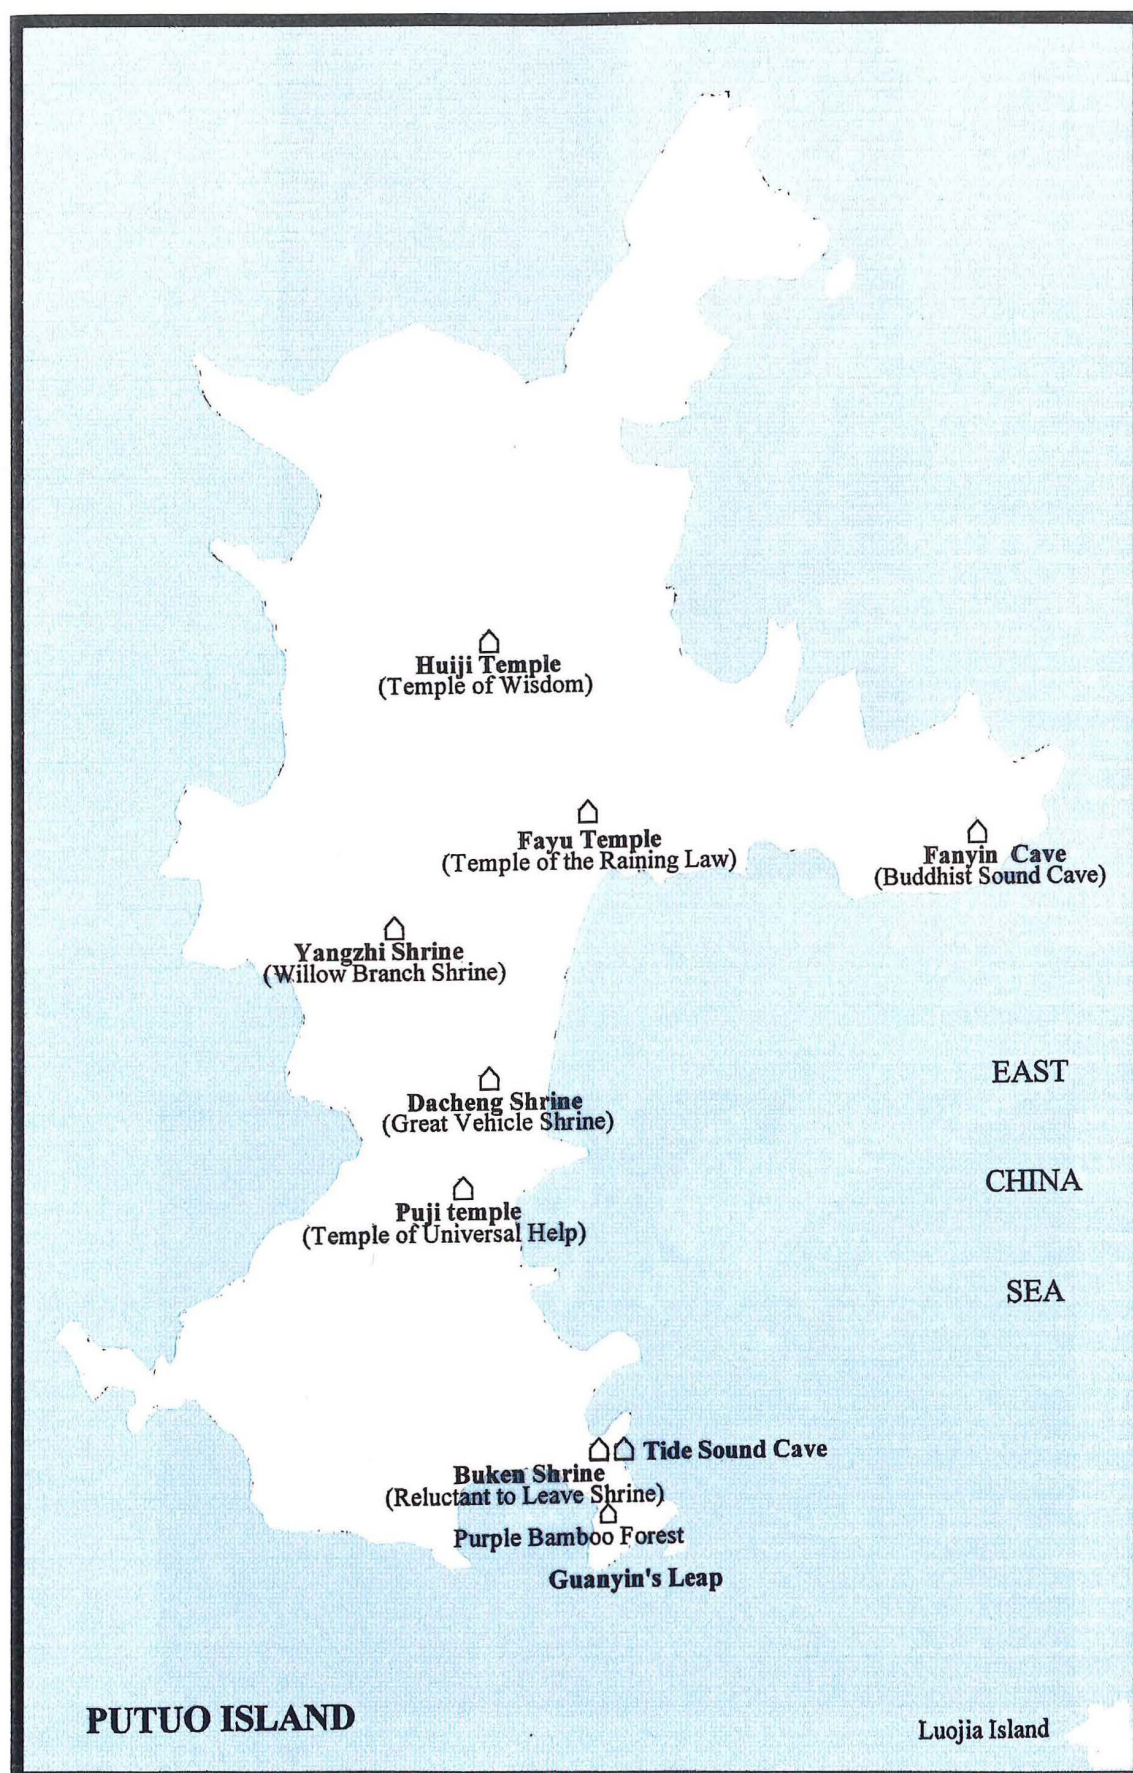 Huiji Temple
(Temple of Wisdom)
Fayu Temple
(Temple of the Raining Law)
Fanyin Cave
(Buddhist Sound Cave)
Yangzhi Shrine
(Willow Branch Shrine)
EAST
Dacheng Shrine
(Great Vehicle Shrine)
CHINA
Puji temple
(Temple of Universal Help)
SEA
Tide Sound Cave
Buken Shrine
(Reluctant to Leave Shrine)
Purple Bamboo Forest
Guanyin's Leap
PUTUO ISLAND
Luojia Island